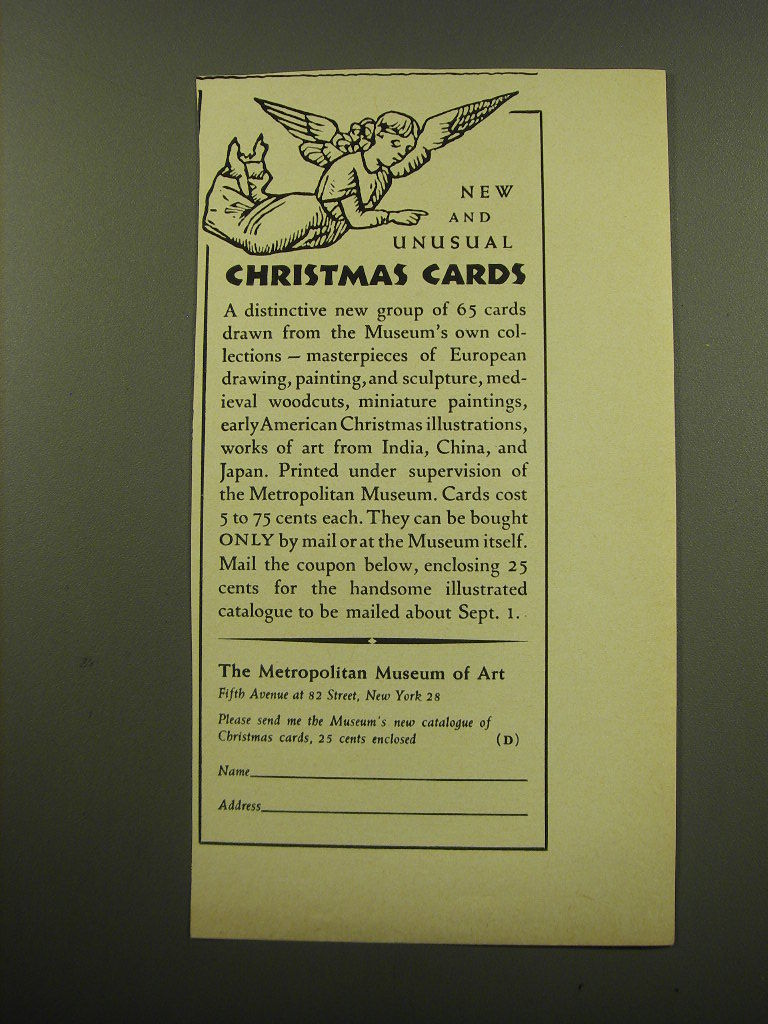 NEW
AND
UNUSUAL
CHRISTMAS CARDS
A distinctive new group of 65 cards
drawn from the Museum's own col-
lections — masterpieces of European
drawing, painting, and sculpture, med-
ieval woodcuts, miniature paintings,
early American Christmas illustrations,
works of art from India, China, and
Japan. Printed under supervision of
the Metropolitan Museum. Cards cost
5 to 75 cents each. They can be bought
ONLY by mail or at the Museum itself.
Mail the coupon below, enclosing 25
cents for the handsome illustrated
catalogue to be mailed about Sept. 1.
The Metropolitan Museum of Art
Fifth Avenue at 82 Street, New York 28
Please send me the Museum's new catalogue of
Christmas cards, 25 cents enclosed (D)
Name
Address